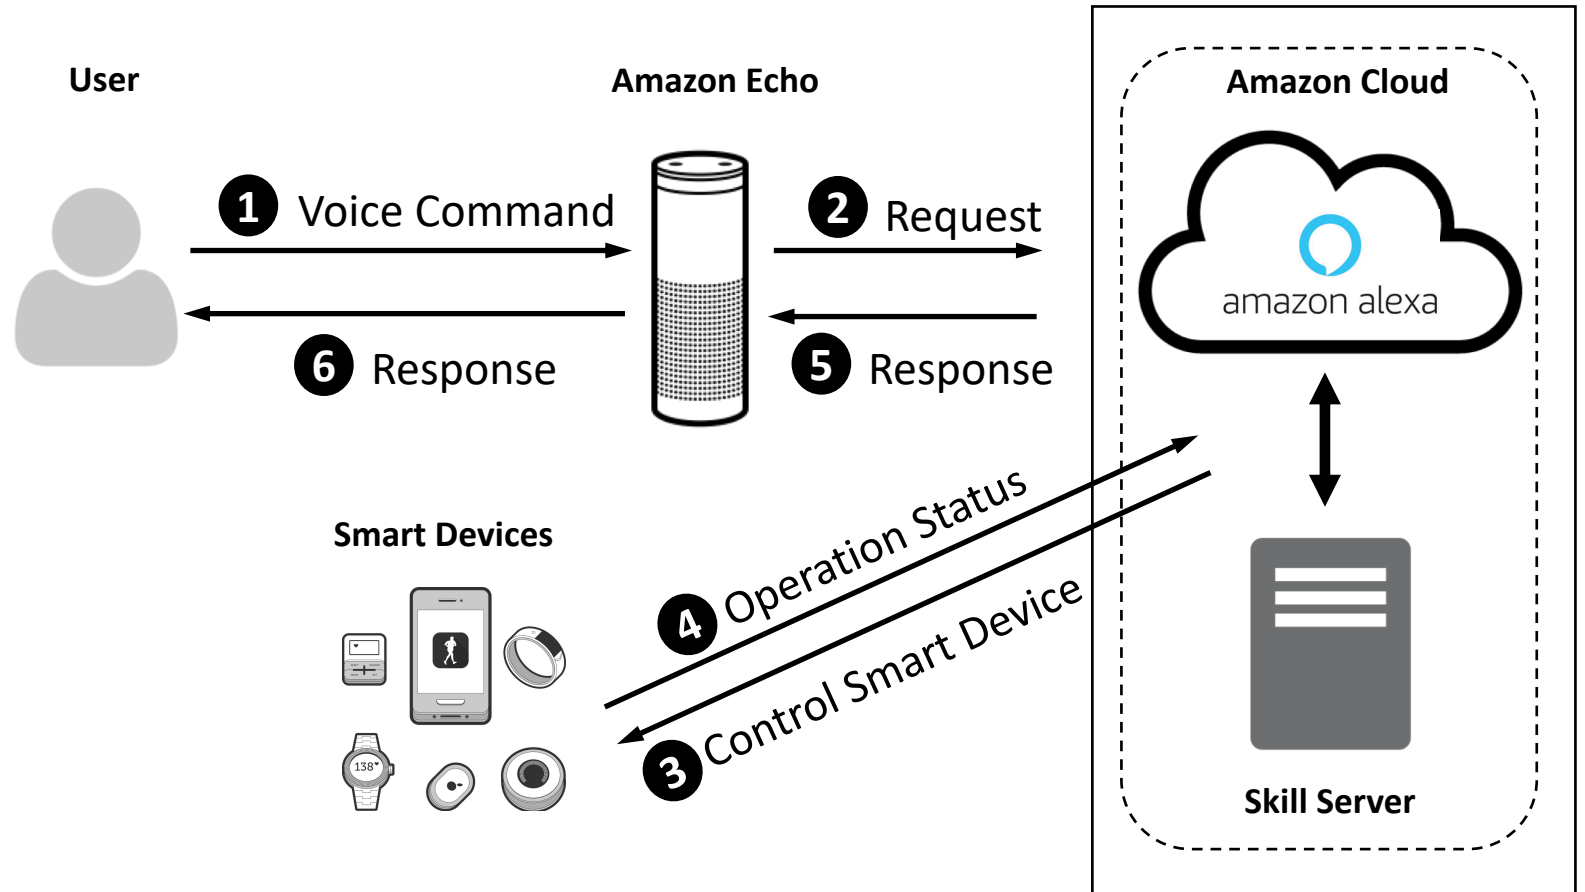 User
Amazon Echo
Amazon Cloud
1 Voice Command
2 Request
amazon alexa
6 Response
5 Response
Smart Devices
4 Operation Status
3 Control Smart Device
138
Skill Server